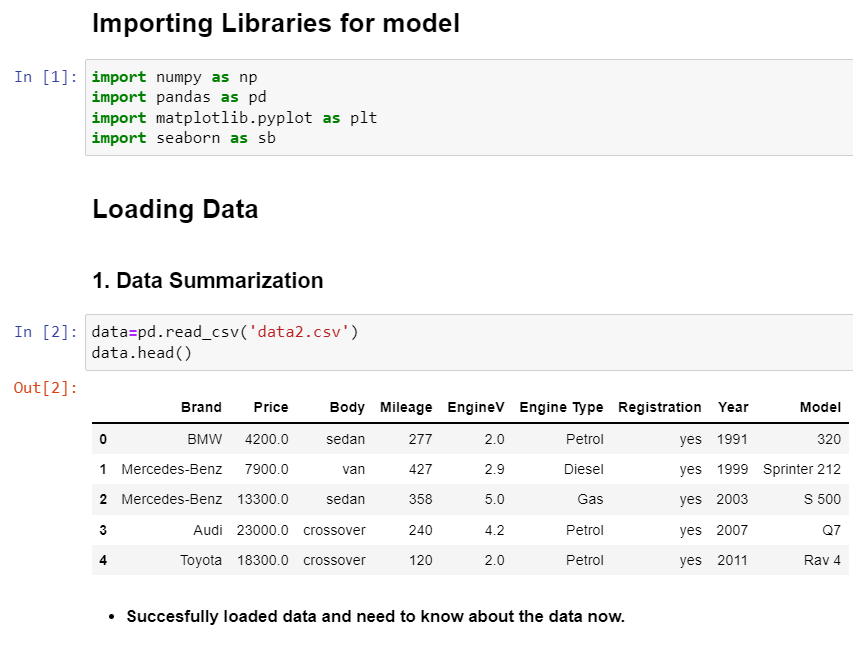 Importing Libraries for model
In [1]: import numpy as np
import pandas as pd
import matplotlib.pyplot as plt
import seaborn as sb
Loading Data
1. Data Summarization
In [2]: data=pd.read_csv('data2.csv')
data.head()
Out[2]:
Brand Price Body Mileage EngineV Engine Type Registration Year Model
0 BMW 4200.0 sedan 277 2.0 Petrol yes 1991 320
1 Mercedes-Benz 7900.0 van 427 2.9 Diesel yes 1999 Sprinter 212
2 Mercedes-Benz 13300.0 sedan 358 5.0 Gas yes 2003 S 500
3 Audi 23000.0 crossover 240 4.2 Petrol yes 2007 Q7
4 Toyota 18300.0 crossover 120 2.0 Petrol yes 2011 Rav 4
• Succesfully loaded data and need to know about the data now.